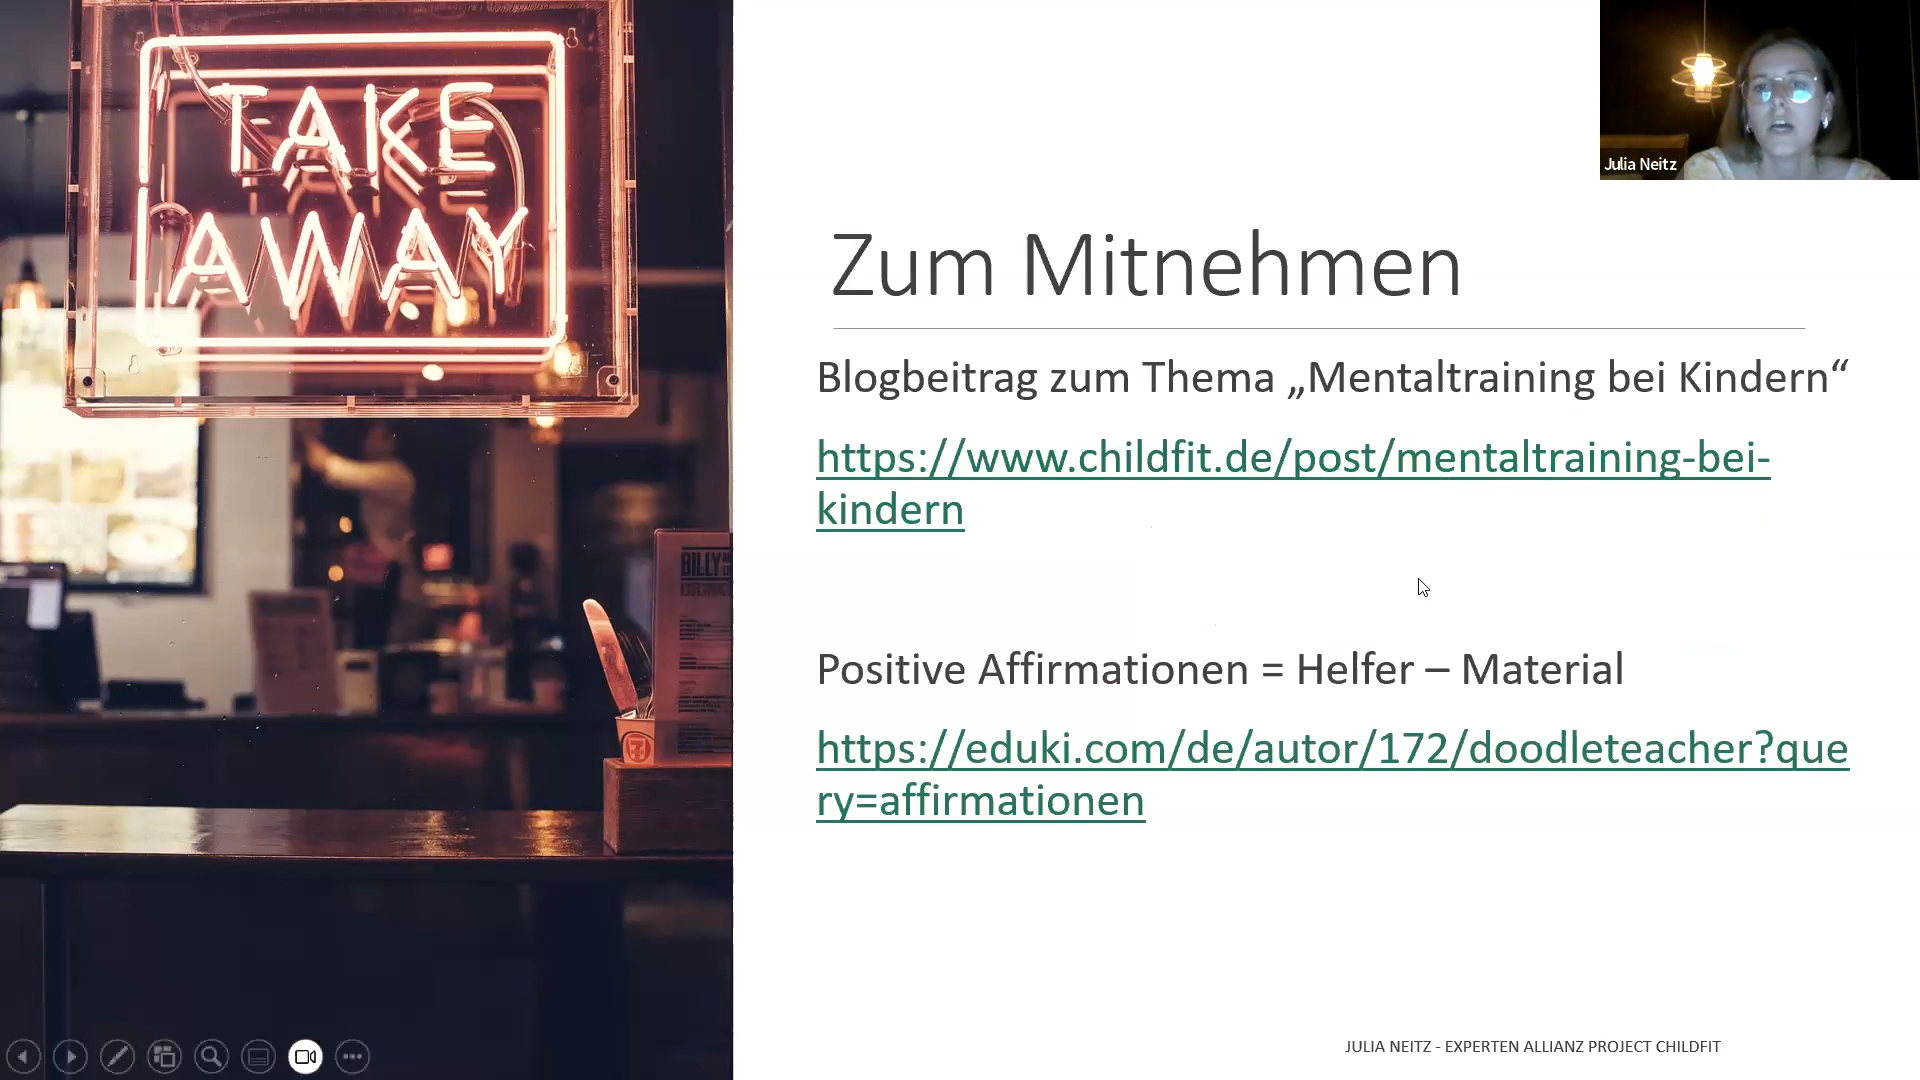 TAKE
AWAY
BILLY
Julia Neitz
Zum Mitnehmen
Blogbeitrag zum Thema „Mentaltraining bei Kindern“
https://www.childfit.de/post/mentaltraining-bei-
kindern
Positive Affirmationen = Helfer – Material
https://eduki.com/de/autor/172/doodleteacher?que
ry=affirmationen
JULIA NEITZ - EXPERTEN ALLIANZ PROJECT CHILDFIT